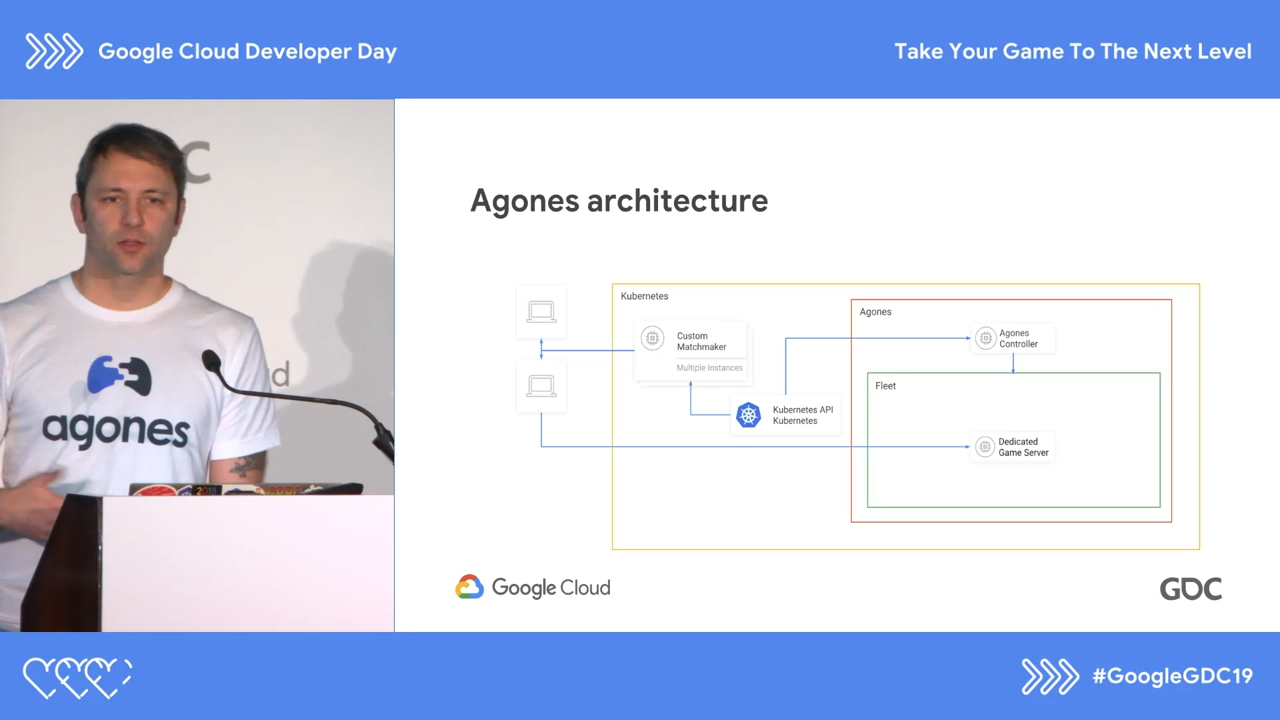 Google Cloud Developer Day
Take Your Game To The Next Level
C
d
agones
Agones architecture
Kubernetes
Custom
Matchmaker
Multiple Instances
Kubernetes API
Kubernetes
Agones
Agones
Controller
Fleet
Dedicated
Game Server
Google Cloud
GDC
#GoogleGDC19